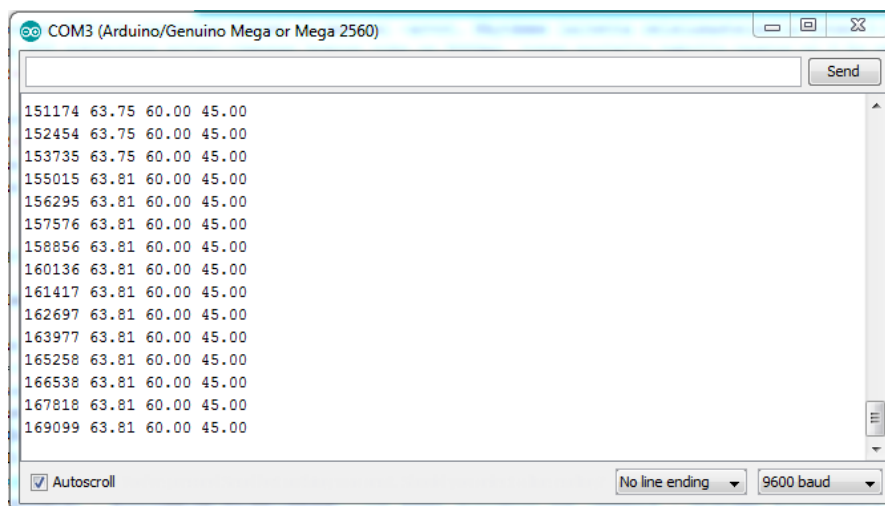 COM3 (Arduino/Genuino Mega or Mega 2560)
Send
151174 63.75 60.00 45.00
152454 63.75 60.00 45.00
153735 63.75 60.00 45.00
155015 63.81 60.00 45.00
156295 63.81 60.00 45.00
157576 63.81 60.00 45.00
158856 63.81 60.00 45.00
160136 63.81 60.00 45.00
161417 63.81 60.00 45.00
162697 63.81 60.00 45.00
163977 63.81 60.00 45.00
165258 63.81 60.00 45.00
166538 63.81 60.00 45.00
167818 63.81 60.00 45.00
169099 63.81 60.00 45.00
Autoscroll No line ending 9600 baud